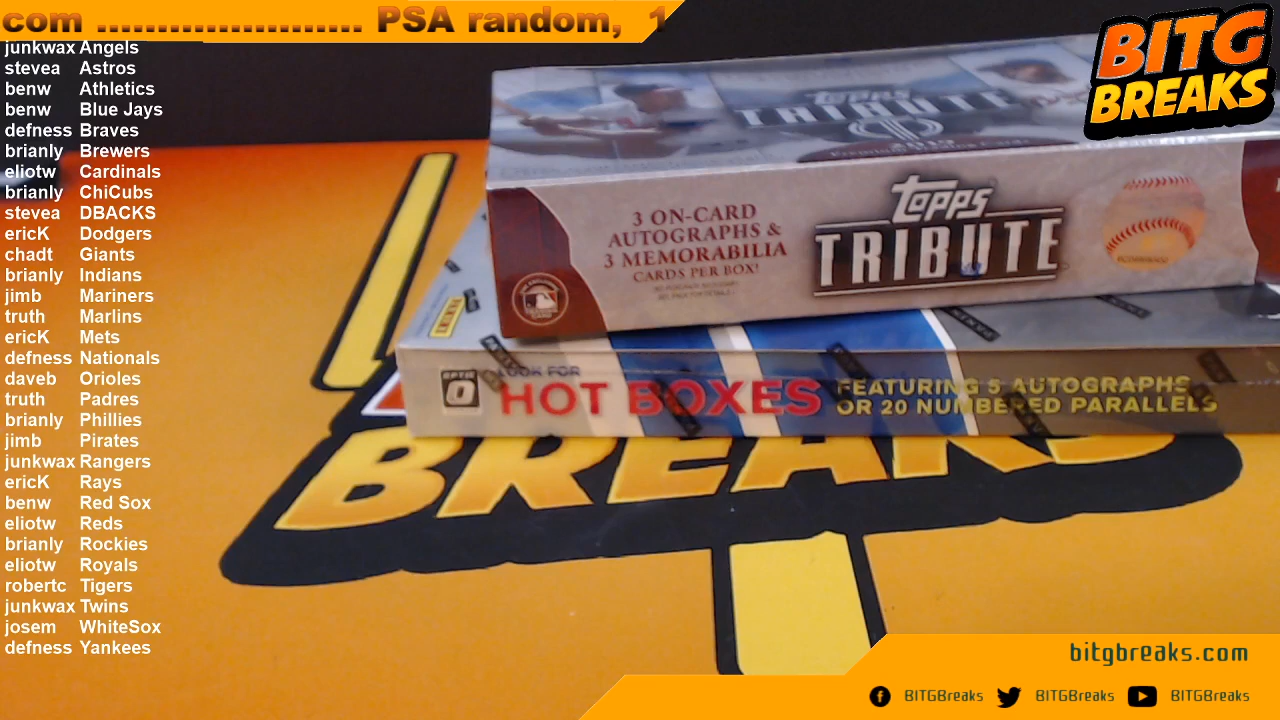 com ...................... PSA random, 1
BITG
BREAKS
junkwax Angels
stevea Astros
benw Athletics
benw Blue Jays
defness Braves
brianly Brewers
eliotw Cardinals
brianly ChiCubs
stevea DBACKS
ericK Dodgers
chadt Giants
brianly Indians
jimb Mariners
truth Marlins
ericK Mets
defness Nationals
daveb Orioles
truth Padres
brianly Phillies
jimb Pirates
junkwax Rangers
ericK Rays
benw Red Sox
eliotw Reds
brianly Rockies
eliotw Royals
robertc Tigers
junkwax Twins
josem WhiteSox
defness Yankees
Topps
TRIBUTE
3 ON-CARD
AUTOGRAPHS &
3 MEMORABILIA
CARDS PER BOX!
Topps
TRIBUTE
OPTIC
LOOK FOR
HOT BOXES
FEATURING 5 AUTOGRAPHS
OR 20 NUMBERED PARALLELS
BREAKS
bitgbreaks.com
BITGBreaks BITGBreaks BITGBreaks